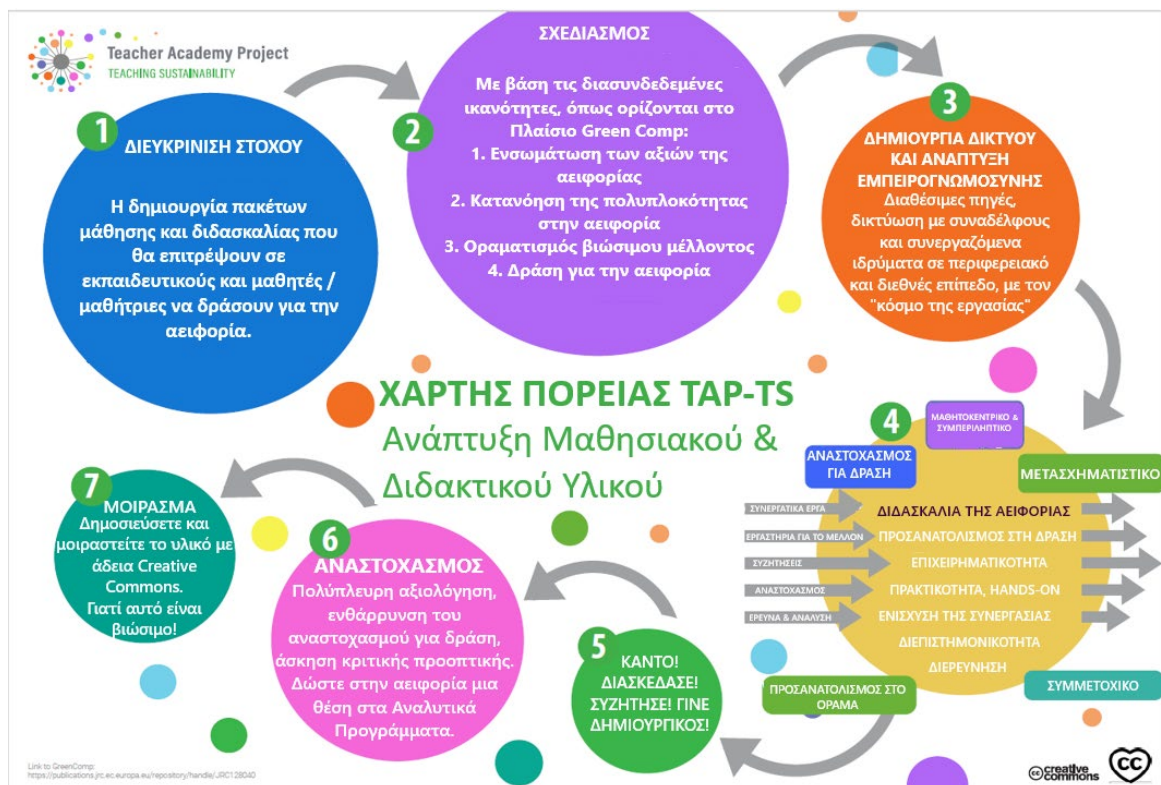 Teacher Academy Project
TEACHING SUSTAINABILITY
1
ΔΙΕΥΚΡΙΝΙΣΗ ΣΤΟΧΟΥ
Η δημιουργία πακέτων
μάθησης και διδασκαλίας που
θα επιτρέψουν σε
εκπαιδευτικούς και μαθητές /
μαθήτριες να δράσουν για την
αειφορία.
2
ΣΧΕΔΙΑΣΜΟΣ
Με βάση τις διασυνδεδεμένες
ικανότητες, όπως ορίζονται στο
Πλαίσιο Green Comp:
1. Ενσωμάτωση των αξιών της
αειφορίας
2. Κατανόηση της πολυπλοκότητας
στην αειφορία
3. Οραματισμός βιώσιμου μέλλοντος
4. Δράση για την αειφορία
3
ΔΗΜΙΟΥΡΓΙΑ ΔΙΚΤΥΟΥ
ΚΑΙ ΑΝΑΠΤΥΞΗ
ΕΜΠΕΙΡΟΓΝΩΜΟΣΥΝΗΣ
Διαθέσιμες πηγές,
δικτύωση με συναδέλφους
και συνεργαζόμενα
ιδρύματα σε περιφερειακό
και διεθνές επίπεδο, με τον
"κόσμο της εργασίας"
ΧΑΡΤΗΣ ΠΟΡΕΙΑΣ TAP-TS
Ανάπτυξη Μαθησιακού &
Διδακτικού Υλικού
4
ΜΑΘΗΤΟΚΕΝΤΡΙΚΟ &
ΣΥΜΠΕΡΙΛΗΠΤΙΚΟ
ΑΝΑΣΤΟΧΑΣΜΟΣ
ΓΙΑ ΔΡΑΣΗ
ΜΕΤΑΣΧΗΜΑΤΙΣΤΙΚΟ
ΣΥΝΕΡΓΑΤΙΚΑ ΕΡΓΑ
ΕΡΓΑΣΤΗΡΙΑ ΓΙΑ ΤΟ ΜΕΛΛΟΝ
ΣΥΖΗΤΗΣΕΙΣ
ΑΝΑΣΤΟΧΑΣΜΟΣ
ΕΡΕΥΝΑ & ΑΝΑΛΥΣΗ
ΔΙΔΑΣΚΑΛΙΑ ΤΗΣ ΑΕΙΦΟΡΙΑΣ
ΠΡΟΣΑΝΑΤΟΛΙΣΜΟΣ ΣΤΗ ΔΡΑΣΗ
ΕΠΙΧΕΙΡΗΜΑΤΙΚΟΤΗΤΑ
ΠΡΑΚΤΙΚΟΤΗΤΑ, HANDS-ON
ΕΝΙΣΧΥΣΗ ΤΗΣ ΣΥΝΕΡΓΑΣΙΑΣ
ΔΙΕΠΙΣΤΗΜΟΝΙΚΟΤΗΤΑ
ΔΙΕΡΕΥΝΗΣΗ
ΠΡΟΣΑΝΑΤΟΛΙΣΜΟΣ ΣΤΟ
ΟΡΑΜΑ
ΣΥΜΜΕΤΟΧΙΚΟ
5
ΚΑΝΤΟ!
ΔΙΑΣΚΕΔΑΣΕ!
ΣΥΖΗΤΗΣΕ! ΓΙΝΕ
ΔΗΜΙΟΥΡΓΙΚΟΣ!
6
ΑΝΑΣΤΟΧΑΣΜΟΣ
Πολύπλευρη αξιολόγηση,
ενθάρρυνση του
αναστοχασμού για δράση,
άσκηση κριτικής προοπτικής.
Δώστε στην αειφορία μια
θέση στα Αναλυτικά
Προγράμματα.
7
ΜΟΙΡΑΣΜΑ
Δημοσιεύσετε και
μοιραστείτε το υλικό με
άδεια Creative
Commons.
Γιατί αυτό είναι
βιώσιμο!
Link to GreenComp:
https://publications.jrc.ec.europa.eu/repository/handle/JRC128040
cc creative
commons
CC